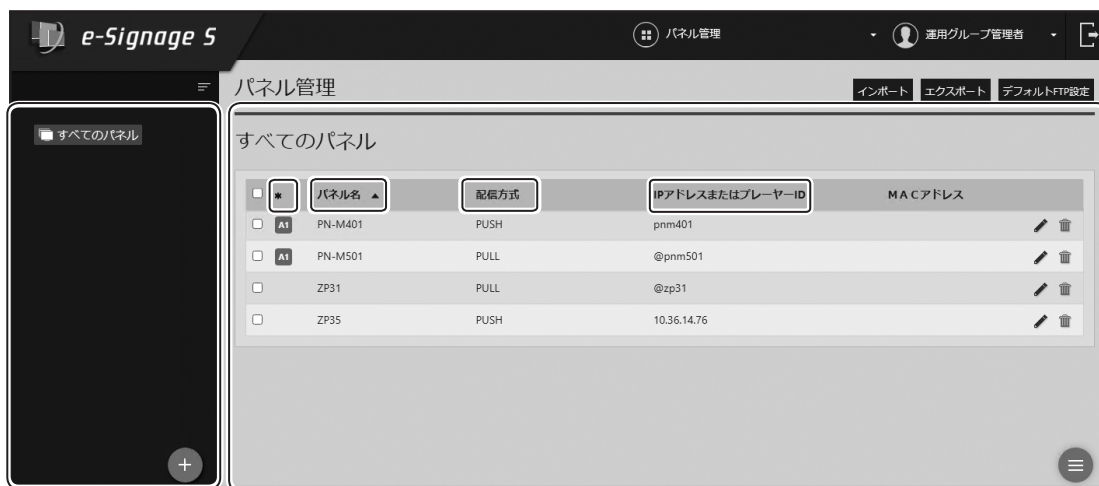 e-Signage S
パネル管理
運用グループ管理者
パネル管理
インポート エクスポート デフォルトFTP設定
すべてのパネル
すべてのパネル
* パネル名 ▲ 配信方式 IPアドレスまたはプレーヤーID MACアドレス
A1 PN-M401 PUSH pnm401
A1 PN-M501 PULL @pnm501
ZP31 PULL @zp31
ZP35 PUSH 10.36.14.76